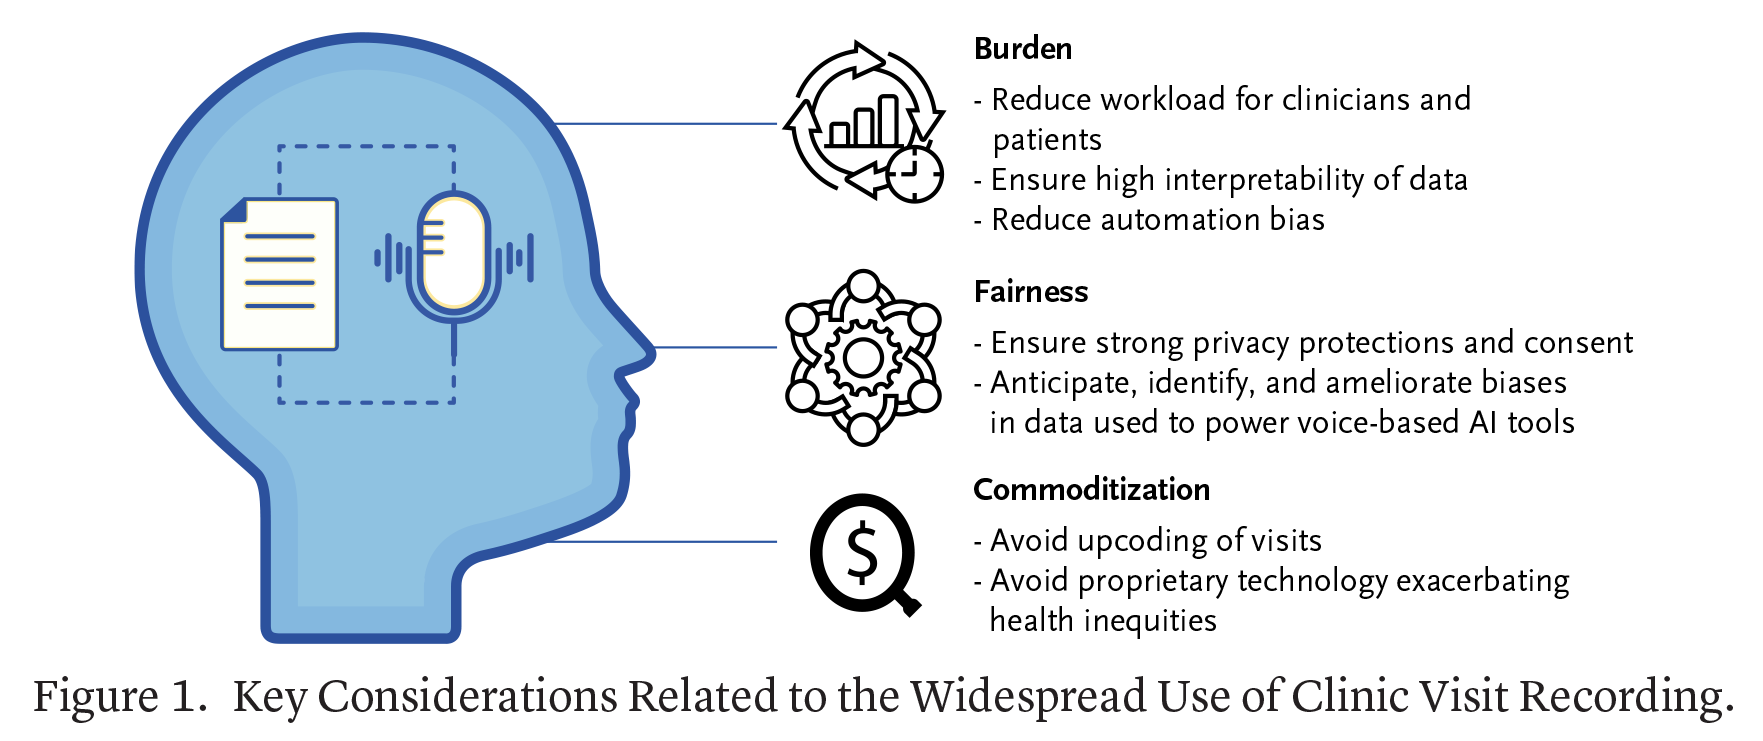 Burden
- Reduce workload for clinicians and
patients
- Ensure high interpretability of data
- Reduce automation bias
Fairness
- Ensure strong privacy protections and consent
- Anticipate, identify, and ameliorate biases
in data used to power voice-based AI tools
$
Commoditization
- Avoid upcoding of visits
- Avoid proprietary technology exacerbating
health inequities
Figure 1. Key Considerations Related to the Widespread Use of Clinic Visit Recording.